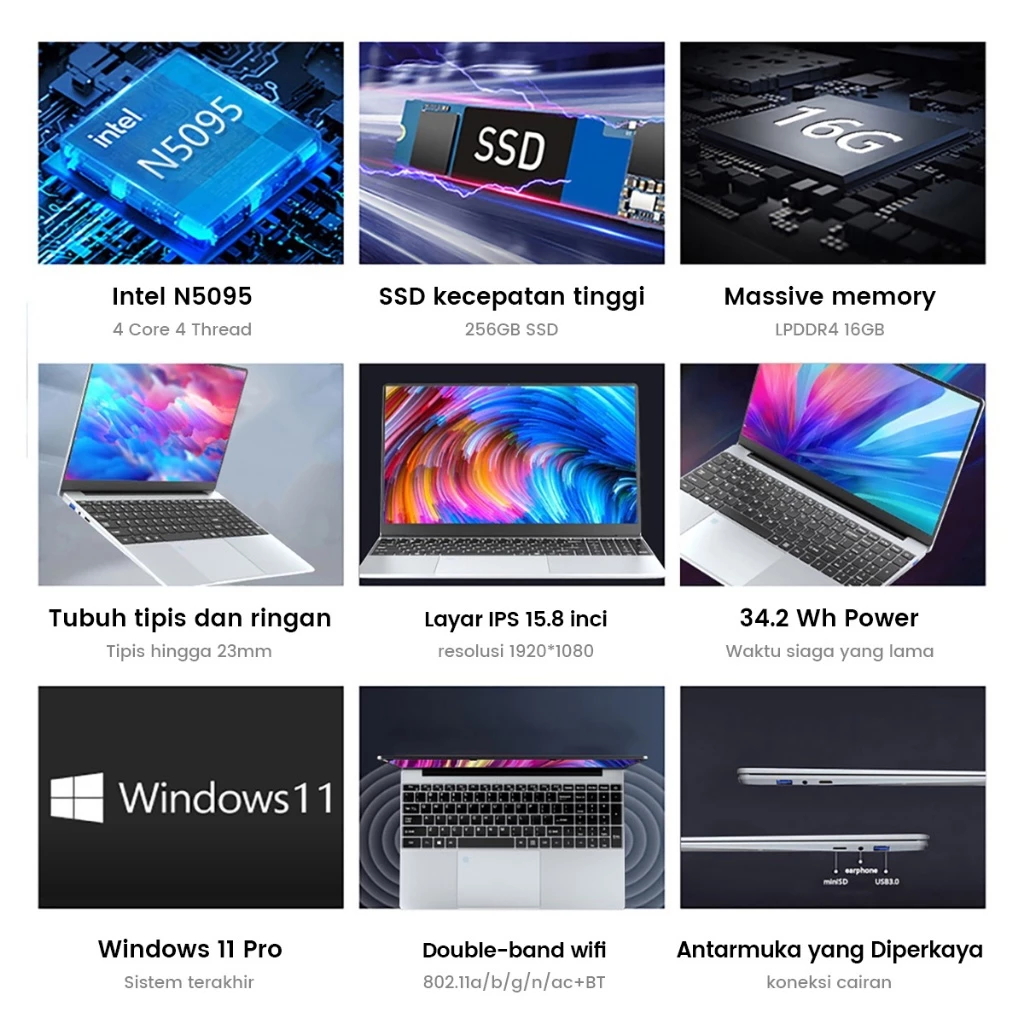 intel
N5095
SSD
16G
Intel N5095
4 Core 4 Thread
SSD kecepatan tinggi
256GB SSD
Massive memory
LPDDR4 16GB
Tubuh tipis dan ringan
Tipis hingga 23mm
Layar IPS 15.8 inci
resolusi 1920*1080
34.2 Wh Power
Waktu siaga yang lama
Windows11
earphone
miniSD USB3.0
Windows 11 Pro
Sistem terakhir
Double-band wifi
802.11a/b/g/n/ac+BT
Antarmuka yang Diperkaya
koneksi cairan